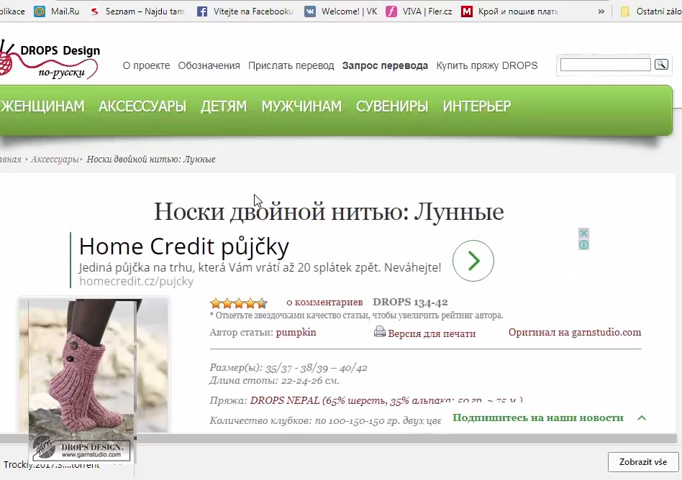 plikace Mail.Ru Seznam – Najdu tam Vítejte na Facebooku Welcome! | VK VIVA | Fler.cz Крой и пошив плать » Ostatní zálo
DROPS Design
по-русски
О проекте Обозначения Прислать перевод Запрос перевода Купить пряжу DROPS
ЖЕНЩИНАМ АКСЕССУАРЫ ДЕТЯМ МУЖЧИНАМ СУВЕНИРЫ ИНТЕРЬЕР
авная • Аксессуары• Носки двойной нитью: Лунные
Носки двойной нитью: Лунные
Home Credit půjčky
Jediná půjčka na trhu, která Vám vrátí až 20 splátek zpět. Neváhejte!
homecredit.cz/pujcky
0 комментариев DROPS 134-42
* Отметьте звездочками качество статьи, чтобы увеличить рейтинг автора.
Автор статьи: pumpkin Версия для печати Оригинал на garnstudio.com
Размер(ы): 35/37 - 38/39 – 40/42
Длина стопы: 22-24-26 см.
Пряжа: DROPS NEPAL (65% шерсть, 35% альпака; 50 гр. ~ 75 м.)
Количество клубков: по 100-150-150 гр. двух цве
Подпишитесь на наши новости
DROPS DESIGN.
www.garnstudio.com
Zobrazit vše